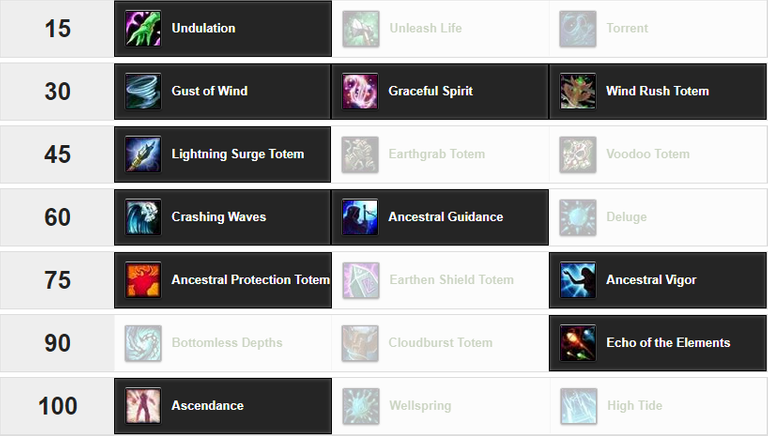 15 Undulation Unleash Life Torrent
30 Gust of Wind Graceful Spirit Wind Rush Totem
45 Lightning Surge Totem Earthgrab Totem Voodoo Totem
60 Crashing Waves Ancestral Guidance Deluge
75 Ancestral Protection Totem Earthen Shield Totem Ancestral Vigor
90 Bottomless Depths Cloudburst Totem Echo of the Elements
100 Ascendance Wellspring High Tide